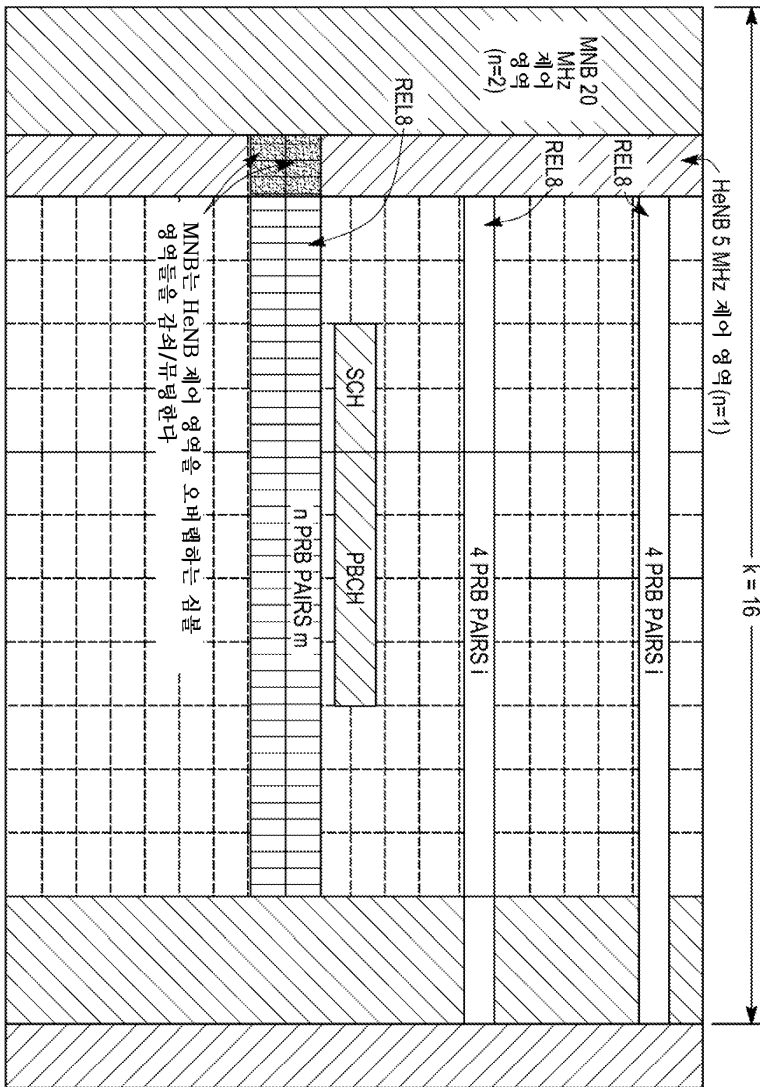 k = 16
HeNB 5 MHz 제어 영역(n=1)
REL8
4 PRB PAIRS i
REL8
4 PRB PAIRS i
MNB 20
MHz
제어
영역
(n=2)
SCH PBCH
REL8
n PRB PAIRS m
MNB는 HeNB 제어 영역을 오버랩하는 심볼
영역들을 감쇠/뮤팅한다